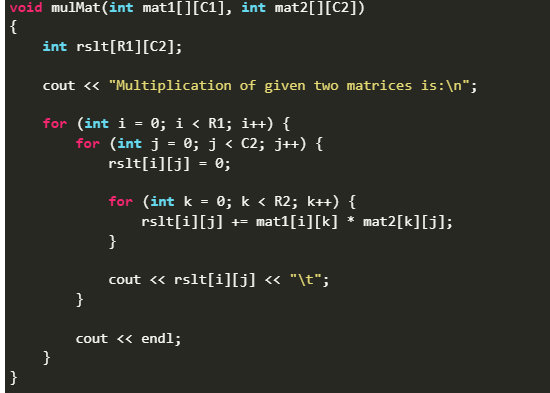 void mulMat(int mat1[][C1], int mat2[][C2])
{
    int rslt[R1][C2];

    cout << "Multiplication of given two matrices is:\n";

    for (int i = 0; i < R1; i++) {
        for (int j = 0; j < C2; j++) {
            rslt[i][j] = 0;

            for (int k = 0; k < R2; k++) {
                rslt[i][j] += mat1[i][k] * mat2[k][j];
            }

            cout << rslt[i][j] << "\t";
        }

        cout << endl;
    }
}